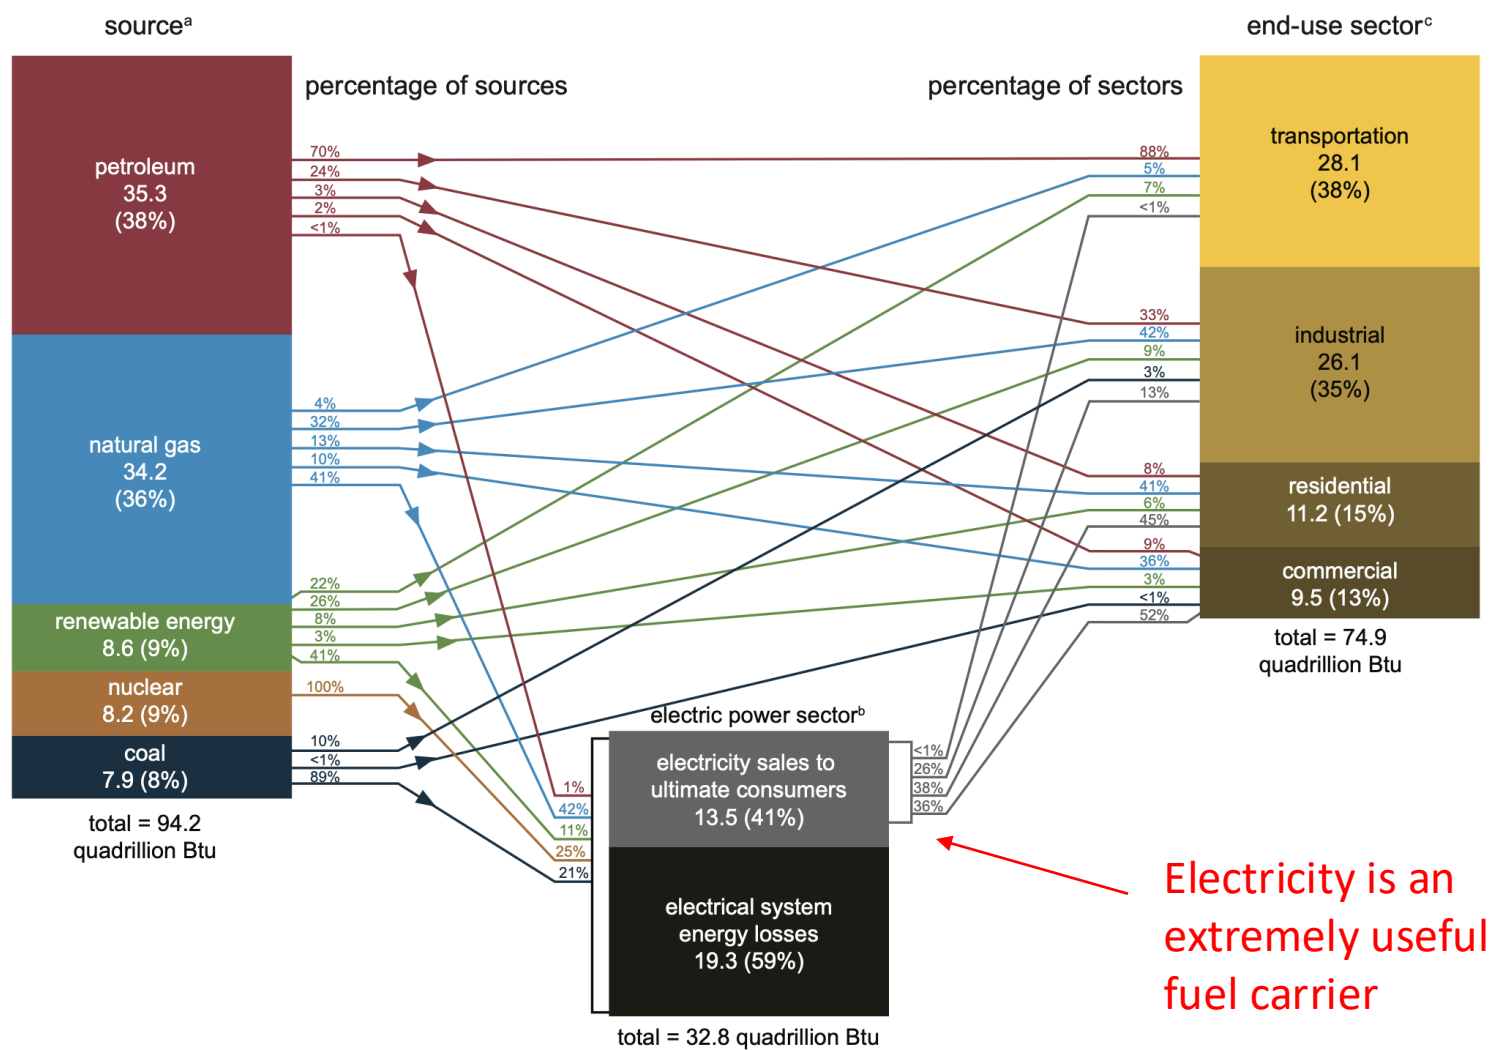 sourceᵃ
end-use sectorᶜ
percentage of sources
percentage of sectors
petroleum
35.3
(38%)
70%
24%
3%
2%
<1%
natural gas
34.2
(36%)
4%
32%
13%
10%
41%
renewable energy
8.6 (9%)
22%
26%
8%
3%
41%
nuclear
8.2 (9%)
100%
coal
7.9 (8%)
10%
<1%
89%
total = 94.2
quadrillion Btu
electric power sectorᵇ
1%
42%
11%
25%
21%
electricity sales to
ultimate consumers
13.5 (41%)
electrical system
energy losses
19.3 (59%)
total = 32.8 quadrillion Btu
<1%
26%
38%
36%
88%
5%
7%
<1%
transportation
28.1
(38%)
33%
42%
9%
3%
13%
industrial
26.1
(35%)
8%
41%
6%
45%
residential
11.2 (15%)
9%
36%
3%
<1%
52%
commercial
9.5 (13%)
total = 74.9
quadrillion Btu
Electricity is an
extremely useful
fuel carrier